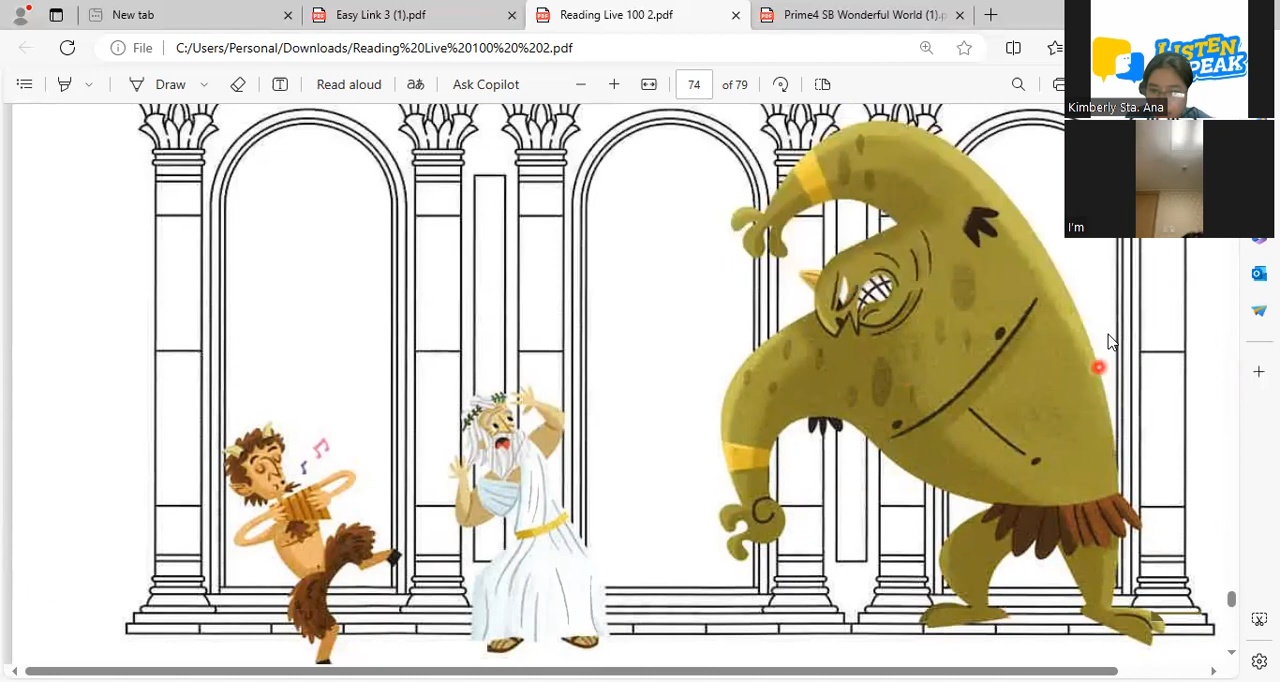 New tab
Easy Link 3 (1).pdf
Reading Live 100 2.pdf
Prime4 SB Wonderful World (1).p
File
C:/Users/Personal/Downloads/Reading%20Live%20100%20%202.pdf
Draw
Read aloud
aあ
Ask Copilot
74
of 79
LISTEN
SPEAK
Kimberly Sta. Ana
I'm